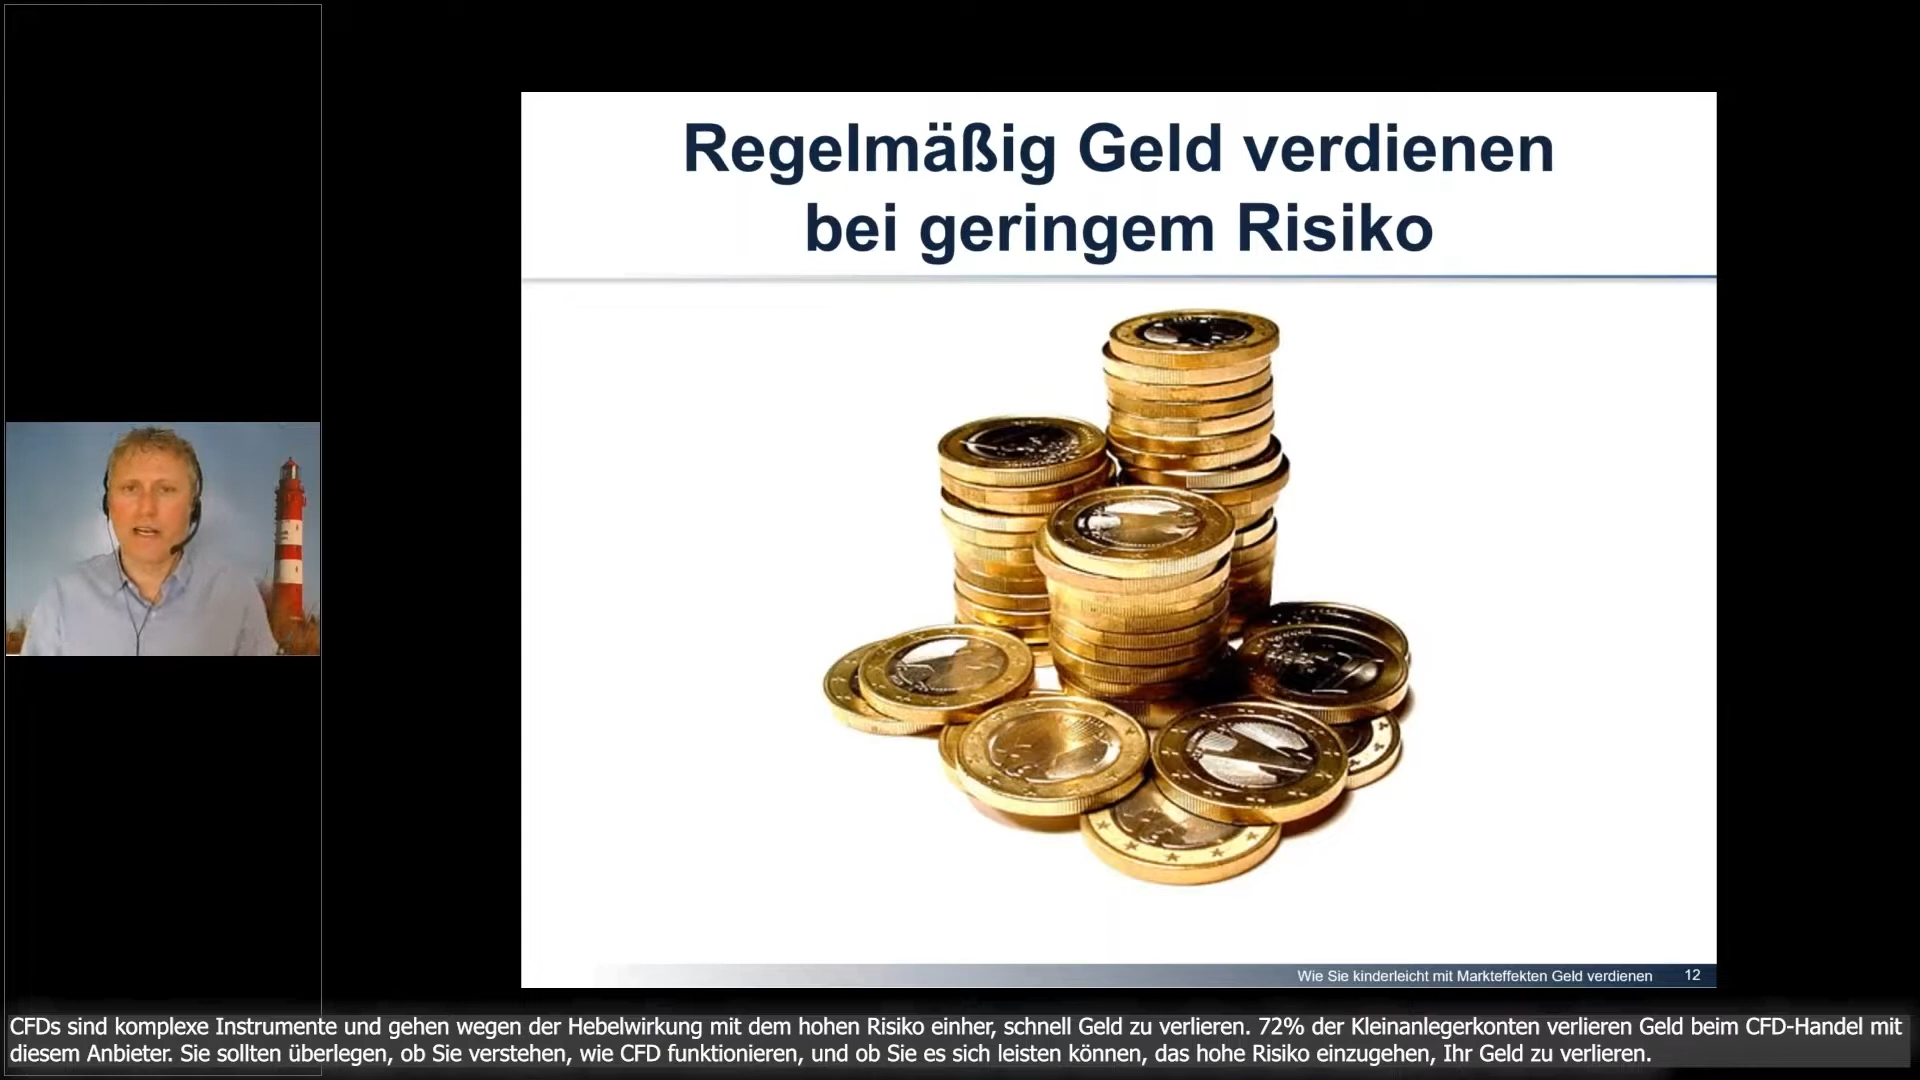 Regelmäßig Geld verdienen
bei geringem Risiko
Wie Sie kinderleicht mit Markteffekten Geld verdienen 12
CFDs sind komplexe Instrumente und gehen wegen der Hebelwirkung mit dem hohen Risiko einher, schnell Geld zu verlieren. 72% der Kleinanlegerkonten verlieren Geld beim CFD-Handel mit
diesem Anbieter. Sie sollten überlegen, ob Sie verstehen, wie CFD funktionieren, und ob Sie es sich leisten können, das hohe Risiko einzugehen, Ihr Geld zu verlieren.